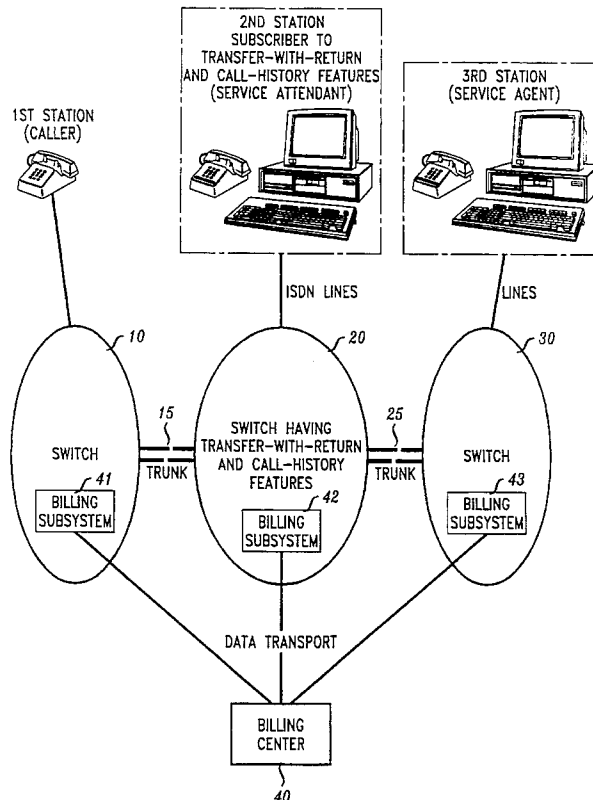 2ND STATION
SUBSCRIBER TO
TRANSFER-WITH-RETURN
AND CALL-HISTORY FEATURES
(SERVICE ATTENDANT)
3RD STATION
(SERVICE AGENT)
1ST STATION
(CALLER)
ISDN LINES
LINES
10
20
30
15
25
SWITCH
TRUNK
SWITCH HAVING
TRANSFER-WITH-RETURN
AND CALL-HISTORY
FEATURES
TRUNK
SWITCH
41
BILLING
SUBSYSTEM
42
BILLING
SUBSYSTEM
43
BILLING
SUBSYSTEM
DATA TRANSPORT
BILLING
CENTER
40